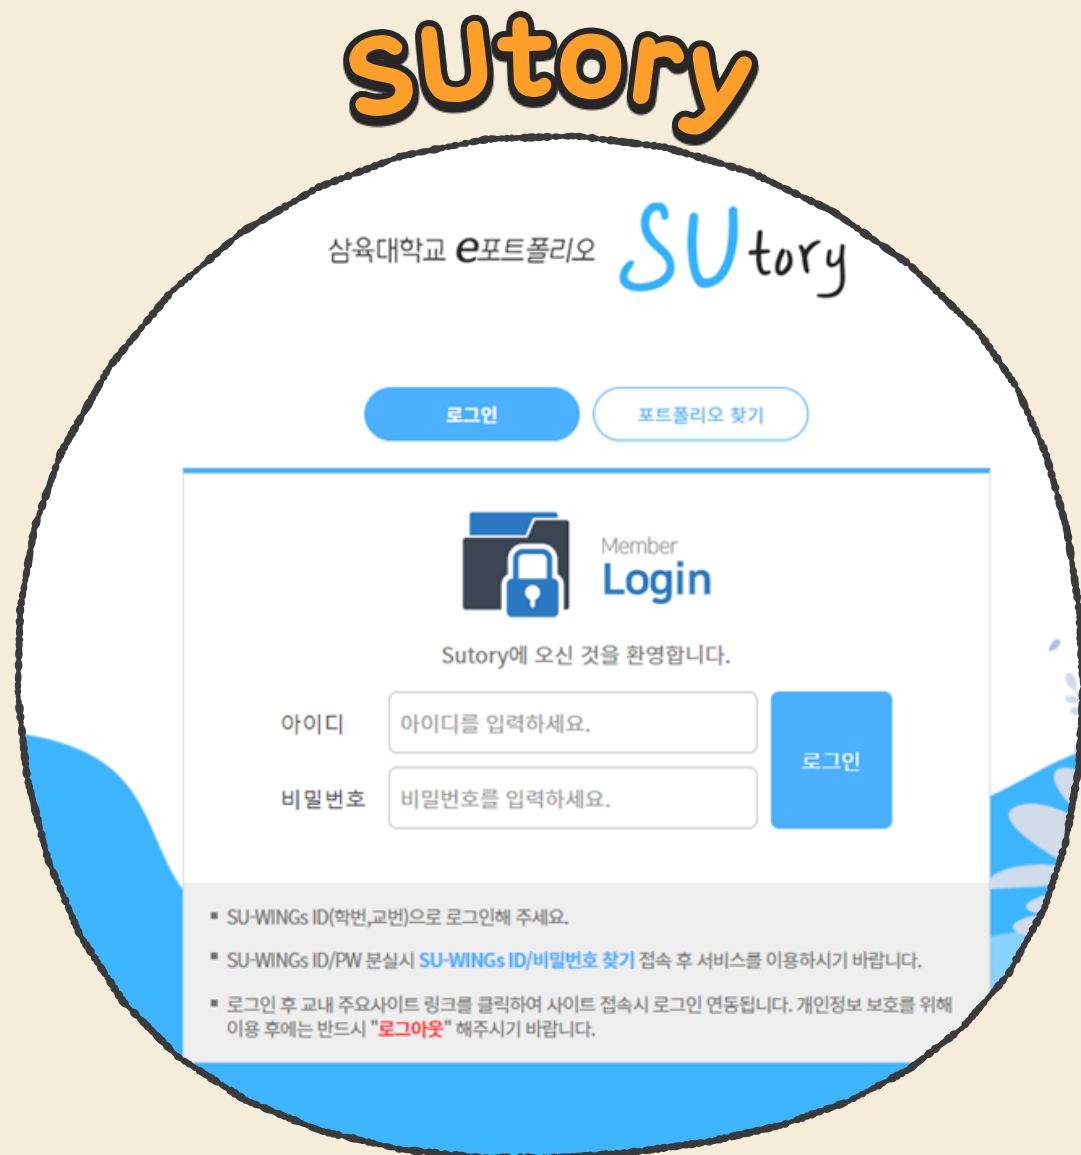 SUtory
삼육대학교 e포트폴리오 SUtory
로그인 포트폴리오 찾기
Member
Login
Sutory에 오신 것을 환영합니다.
아이디 아이디를 입력하세요.
로그인
비밀번호 비밀번호를 입력하세요.
▪ SU-WINGs ID(학번,교번)으로 로그인해 주세요.
▪ SU-WINGs ID/PW 분실시 SU-WINGs ID/비밀번호 찾기 접속 후 서비스를 이용하시기 바랍니다.
▪ 로그인 후 교내 주요사이트 링크를 클릭하여 사이트 접속시 로그인 연동됩니다. 개인정보 보호를 위해
이용 후에는 반드시 "로그아웃" 해주시기 바랍니다.